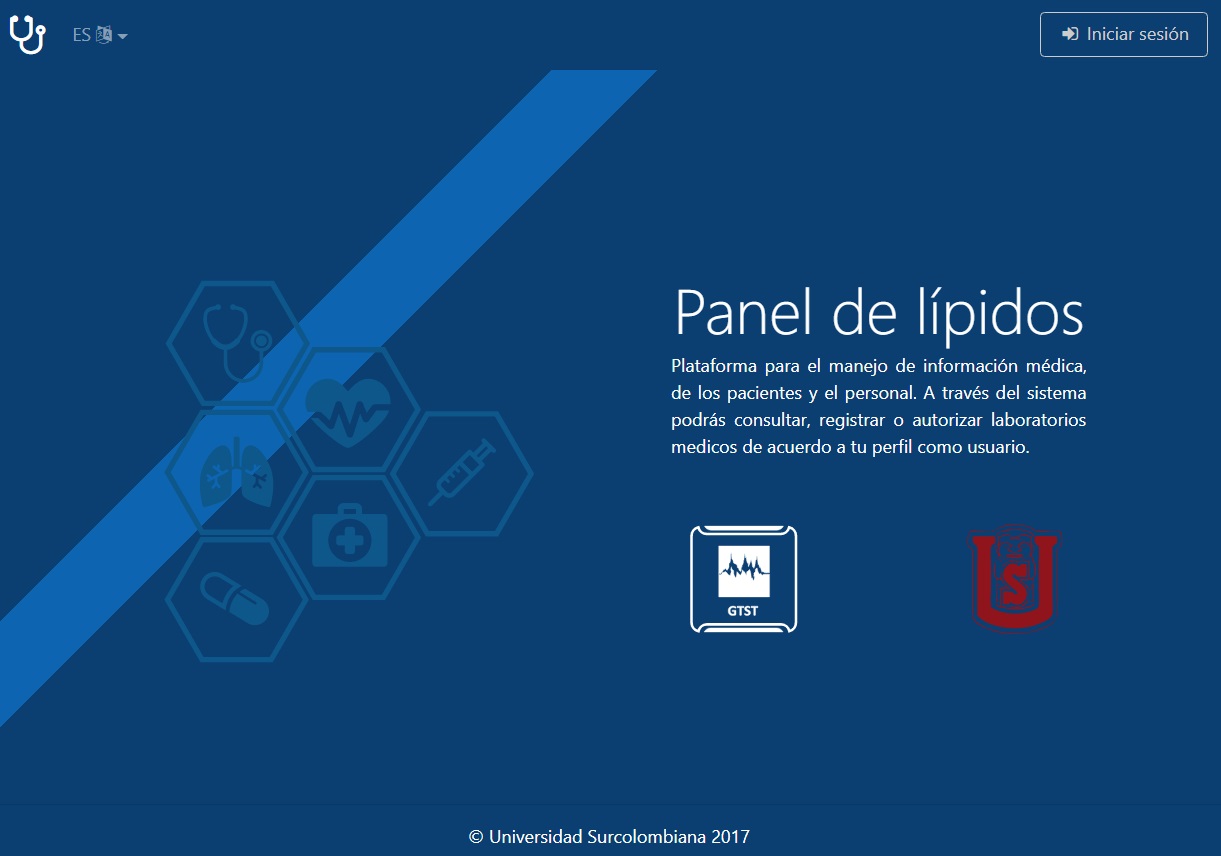 ES
Iniciar sesión
Panel de lípidos
Plataforma para el manejo de información médica,
de los pacientes y el personal. A través del sistema
podrás consultar, registrar o autorizar laboratorios
medicos de acuerdo a tu perfil como usuario.
GTST
U
S
© Universidad Surcolombiana 2017